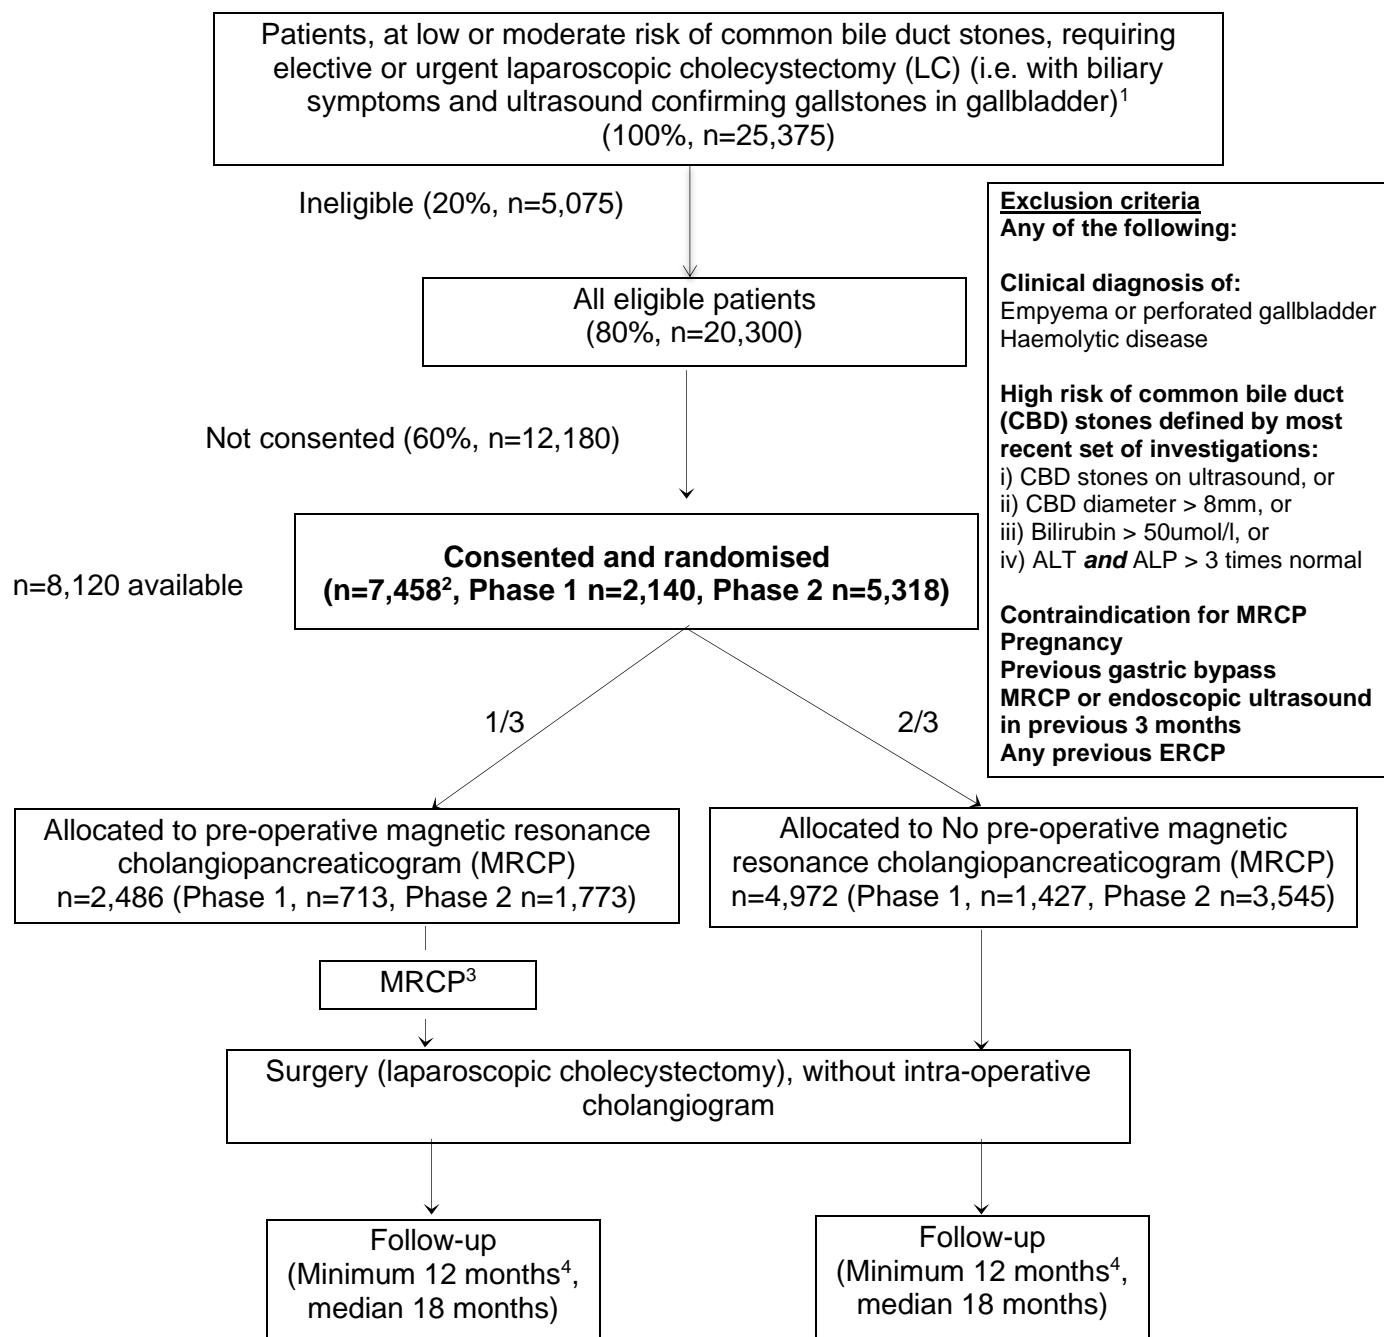 Patients, at low or moderate risk of common bile duct stones, requiring
elective or urgent laparoscopic cholecystectomy (LC) (i.e. with biliary
symptoms and ultrasound confirming gallstones in gallbladder)¹
(100%, n=25,375)
Ineligible (20%, n=5,075)
All eligible patients
(80%, n=20,300)
Not consented (60%, n=12,180)
Exclusion criteria
Any of the following:
Clinical diagnosis of:
Empyema or perforated gallbladder
Haemolytic disease
High risk of common bile duct
(CBD) stones defined by most
recent set of investigations:
i) CBD stones on ultrasound, or
ii) CBD diameter > 8mm, or
iii) Bilirubin > 50umol/l, or
iv) ALT and ALP > 3 times normal
Contraindication for MRCP
Pregnancy
Previous gastric bypass
MRCP or endoscopic ultrasound
in previous 3 months
Any previous ERCP
n=8,120 available
Consented and randomised
(n=7,458², Phase 1 n=2,140, Phase 2 n=5,318)
1/3
2/3
Allocated to pre-operative magnetic resonance
cholangiopancreaticogram (MRCP)
n=2,486 (Phase 1, n=713, Phase 2 n=1,773)
Allocated to No pre-operative magnetic
resonance cholangiopancreaticogram (MRCP)
n=4,972 (Phase 1, n=1,427, Phase 2 n=3,545)
MRCP³
Surgery (laparoscopic cholecystectomy), without intra-operative
cholangiogram
Follow-up
(Minimum 12 months⁴,
median 18 months)
Follow-up
(Minimum 12 months⁴,
median 18 months)